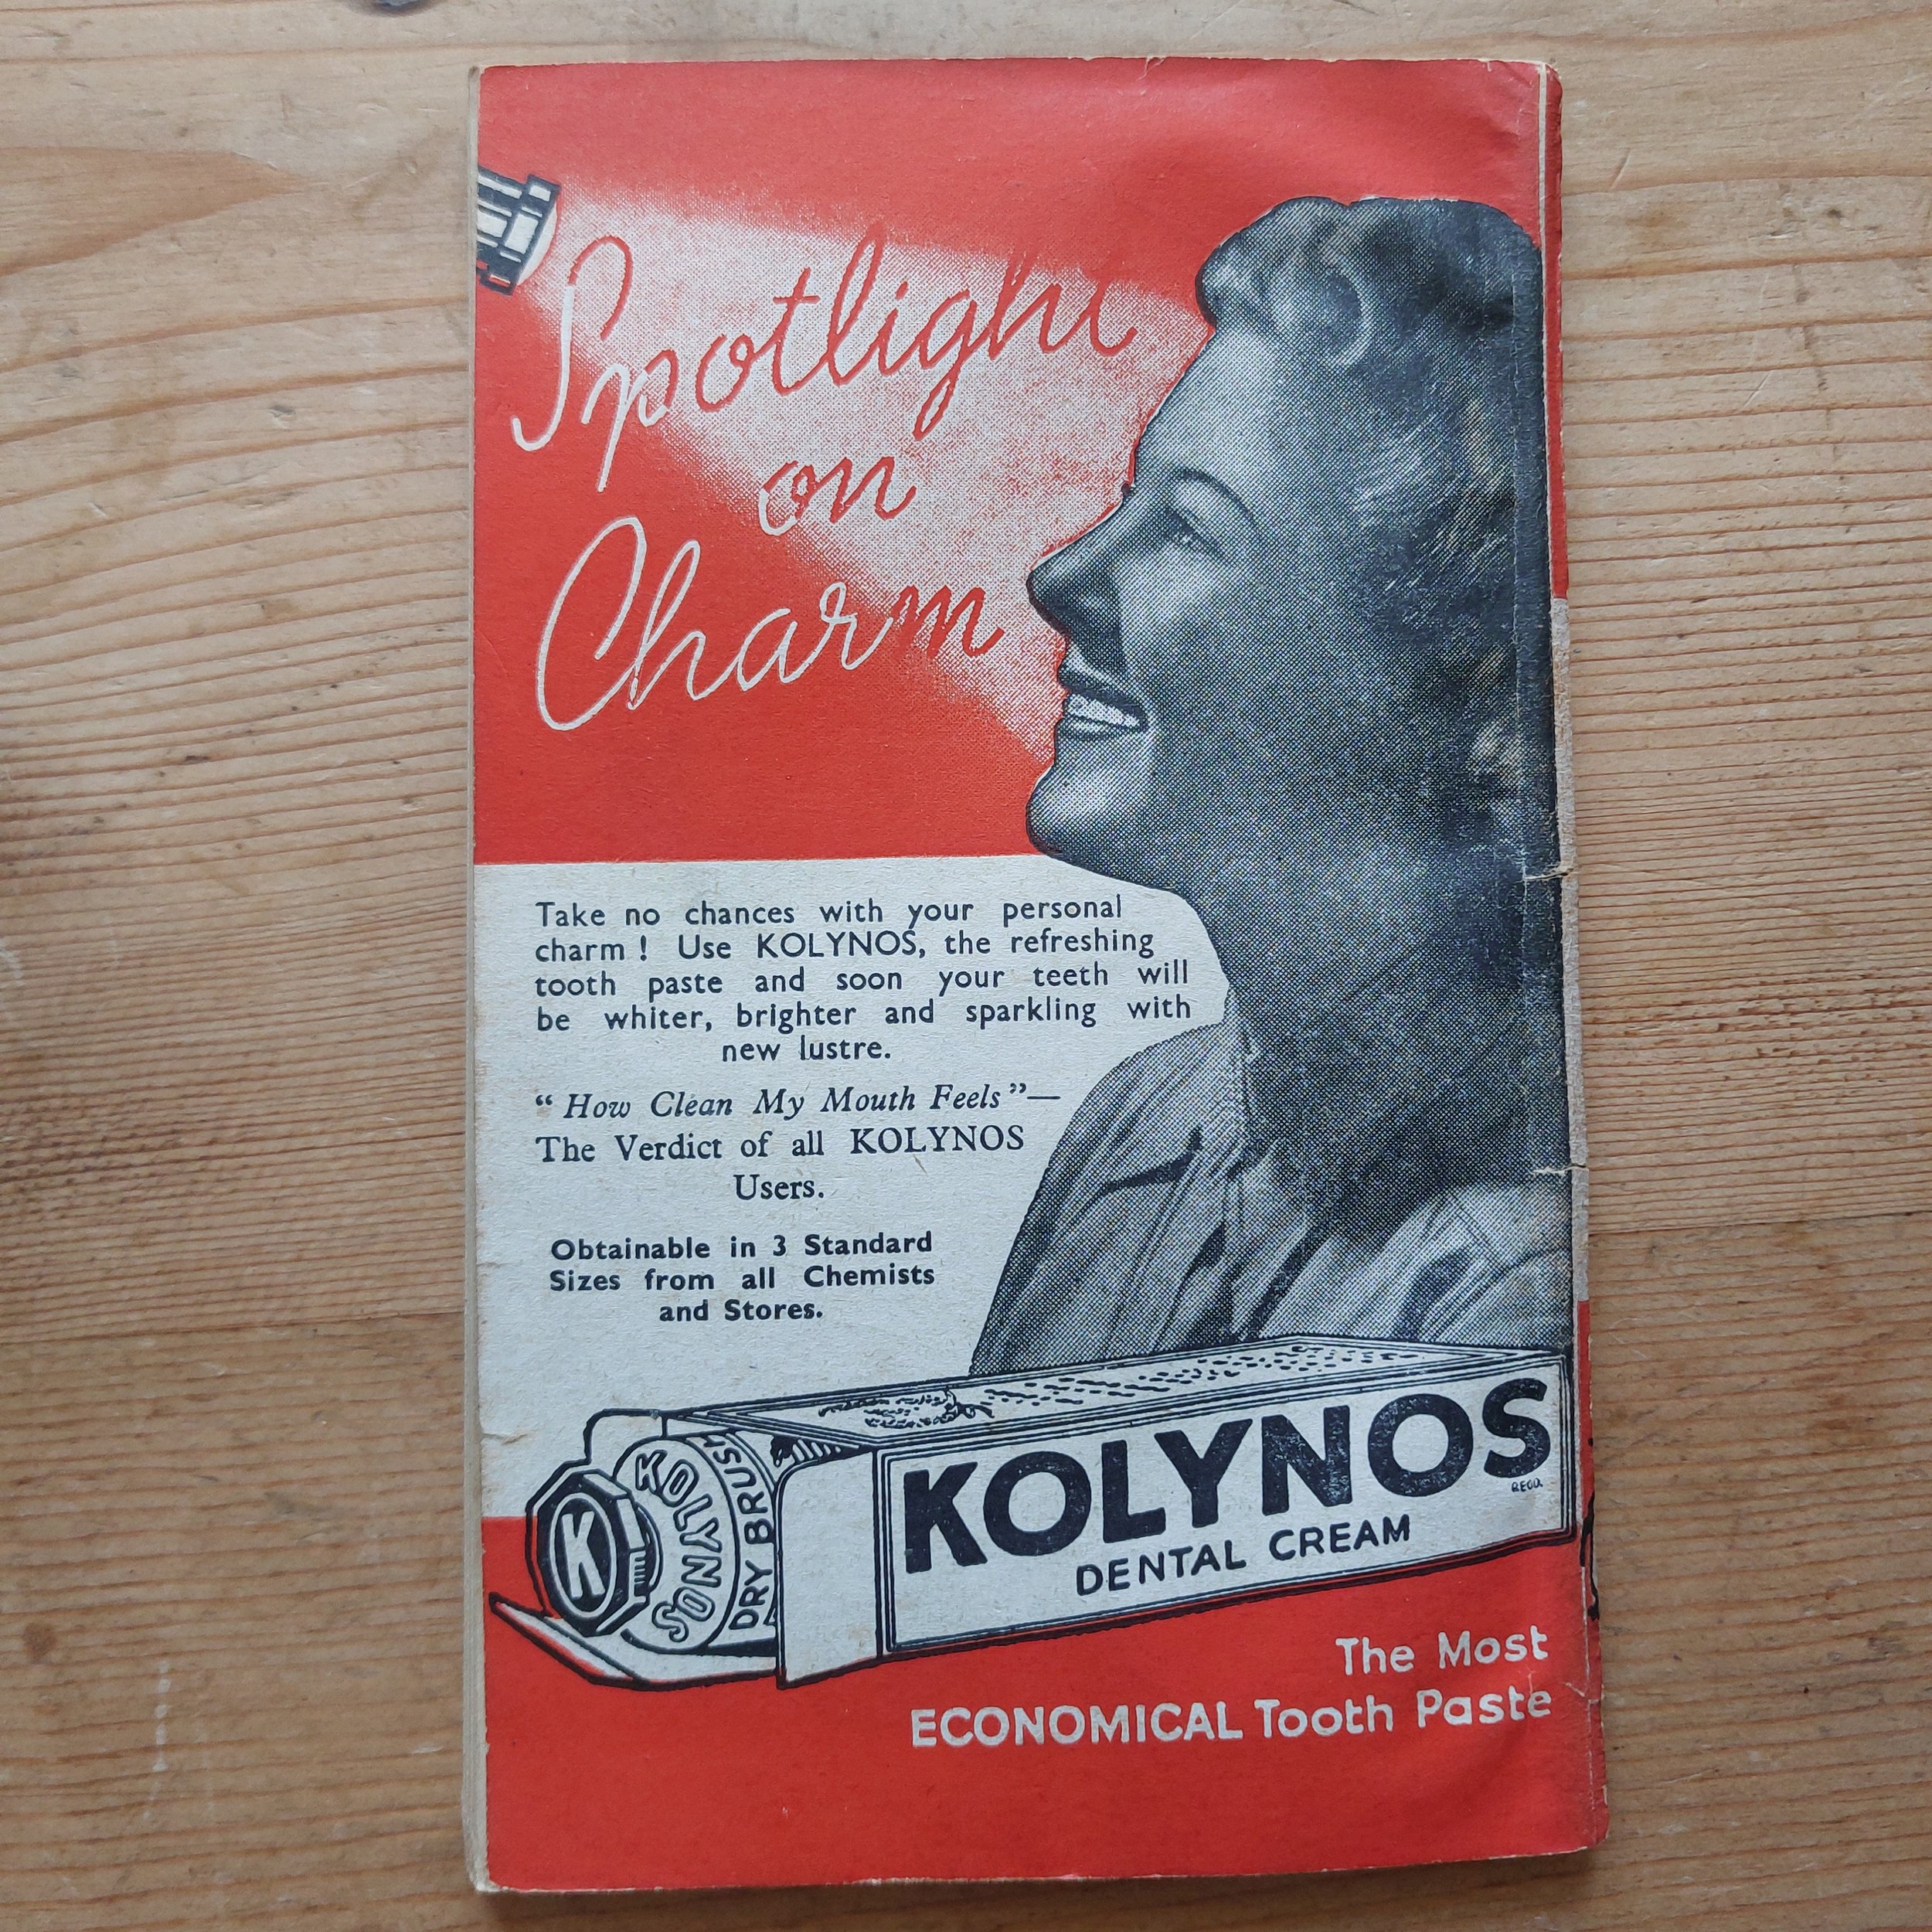 Spotlight
on
Charm
Take no chances with your personal
charm ! Use KOLYNOS, the refreshing
tooth paste and soon your teeth will
be whiter, brighter and sparkling with
new lustre.
“ How Clean My Mouth Feels ”—
The Verdict of all KOLYNOS
Users.
Obtainable in 3 Standard
Sizes from all Chemists
and Stores.
K
KOLYNOS
DRY BRUSH
KOLYNOS
REGD.
DENTAL CREAM
The Most
ECONOMICAL Tooth Paste